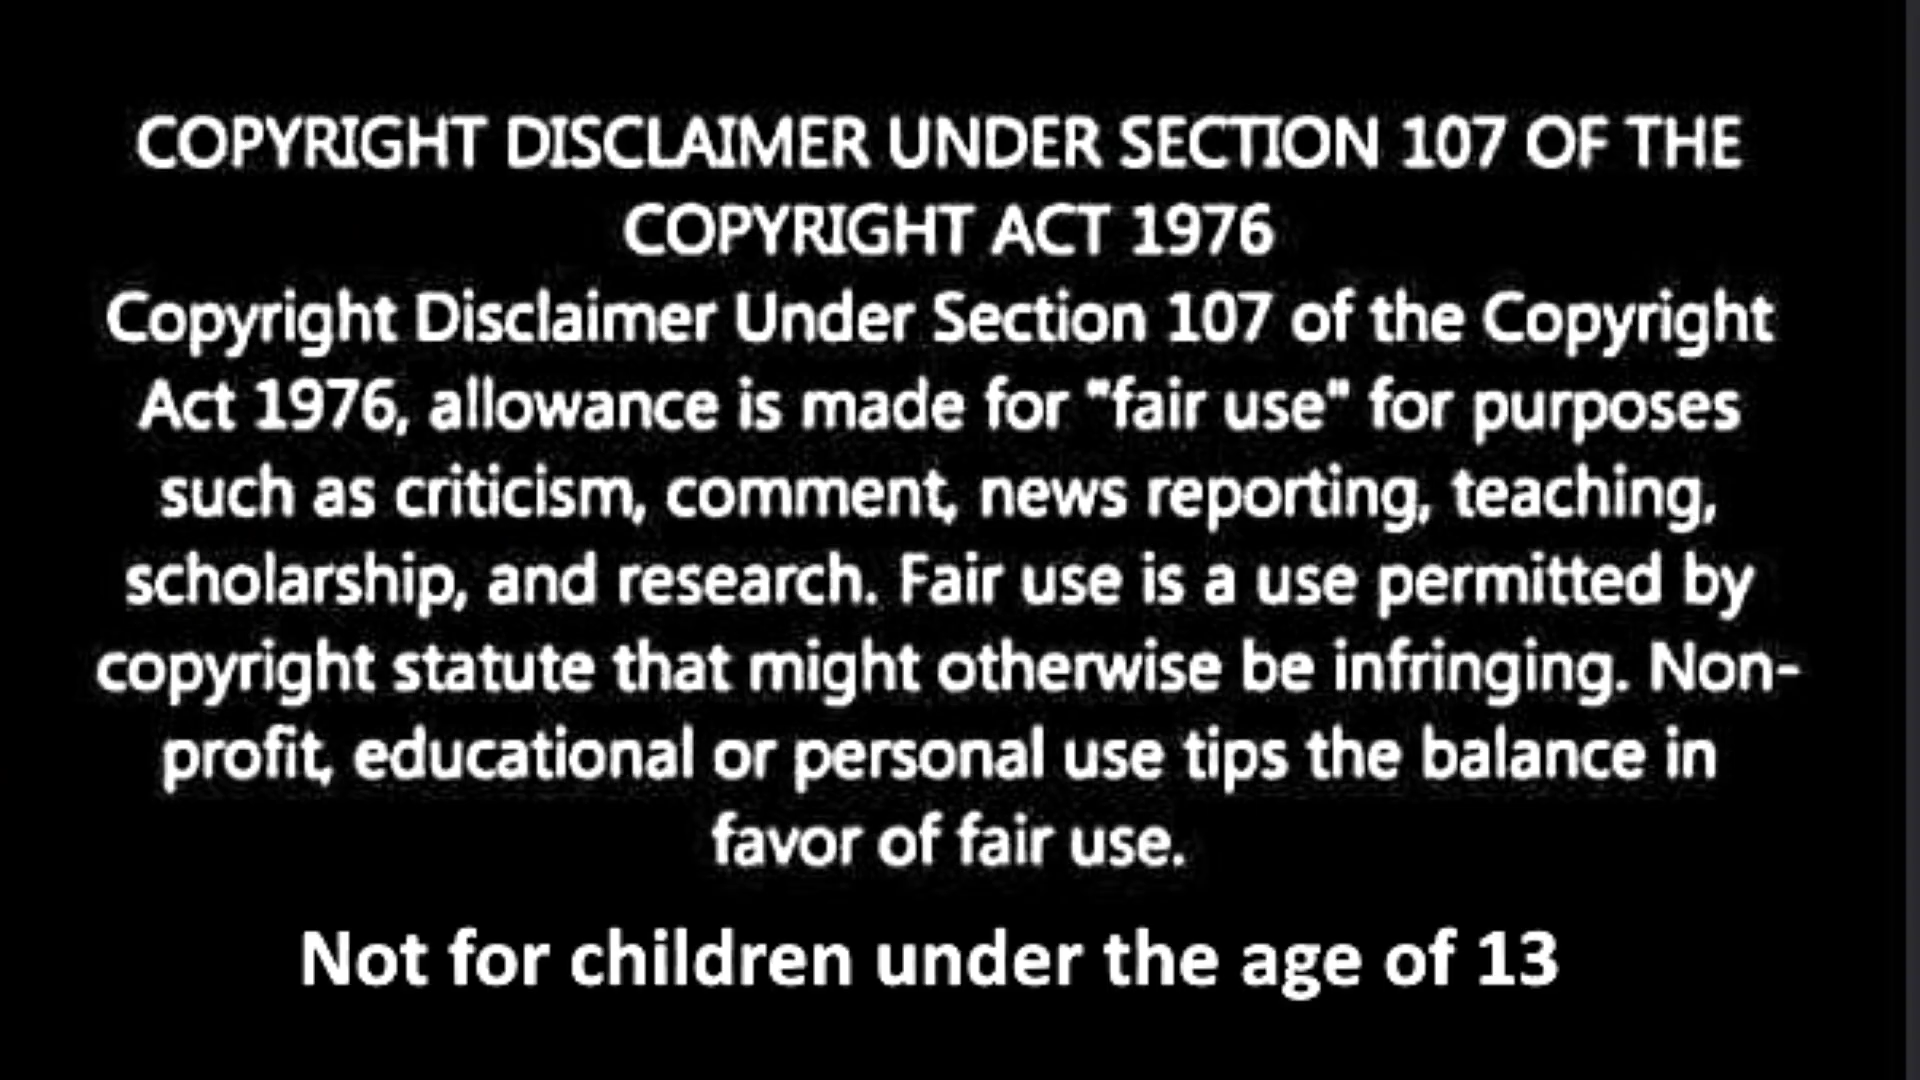 COPYRIGHT DISCLAIMER UNDER SECTION 107 OF THE
COPYRIGHT ACT 1976
Copyright Disclaimer Under Section 107 of the Copyright
Act 1976, allowance is made for "fair use" for purposes
such as criticism, comment, news reporting, teaching,
scholarship, and research. Fair use is a use permitted by
copyright statute that might otherwise be infringing. Non-
profit, educational or personal use tips the balance in
favor of fair use.
Not for children under the age of 13